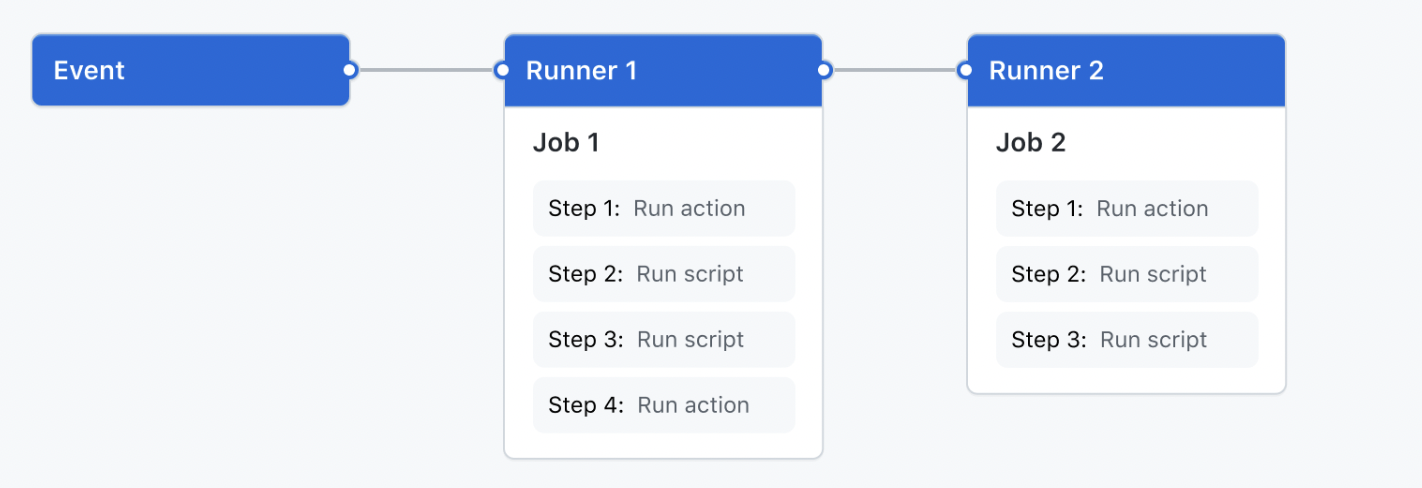 Event
Runner 1
Job 1
Step 1: Run action
Step 2: Run script
Step 3: Run script
Step 4: Run action
Runner 2
Job 2
Step 1: Run action
Step 2: Run script
Step 3: Run script